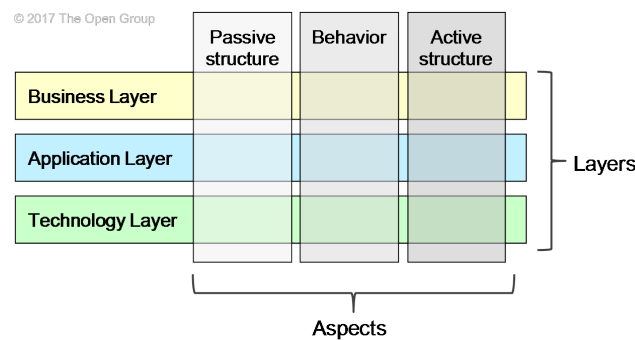 © 2017 The Open Group
Passive
structure
Behavior
Active
structure
Business Layer
Application Layer
Technology Layer
Layers
Aspects